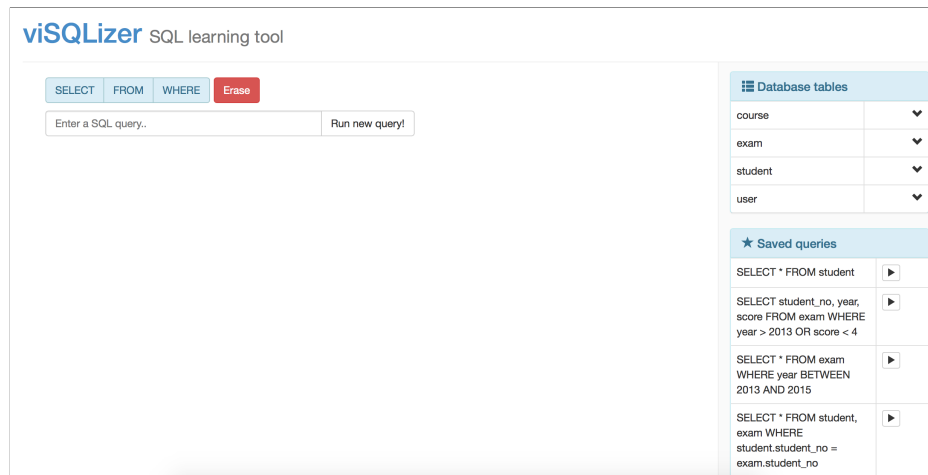 viSQLizer SQL learning tool
SELECT FROM WHERE Erase
Enter a SQL query.. Run new query!
Database tables
course
exam
student
user
Saved queries
SELECT * FROM student
SELECT student_no, year,
score FROM exam WHERE
year > 2013 OR score < 4
SELECT * FROM exam
WHERE year BETWEEN
2013 AND 2015
SELECT * FROM student,
exam WHERE
student.student_no =
exam.student_no